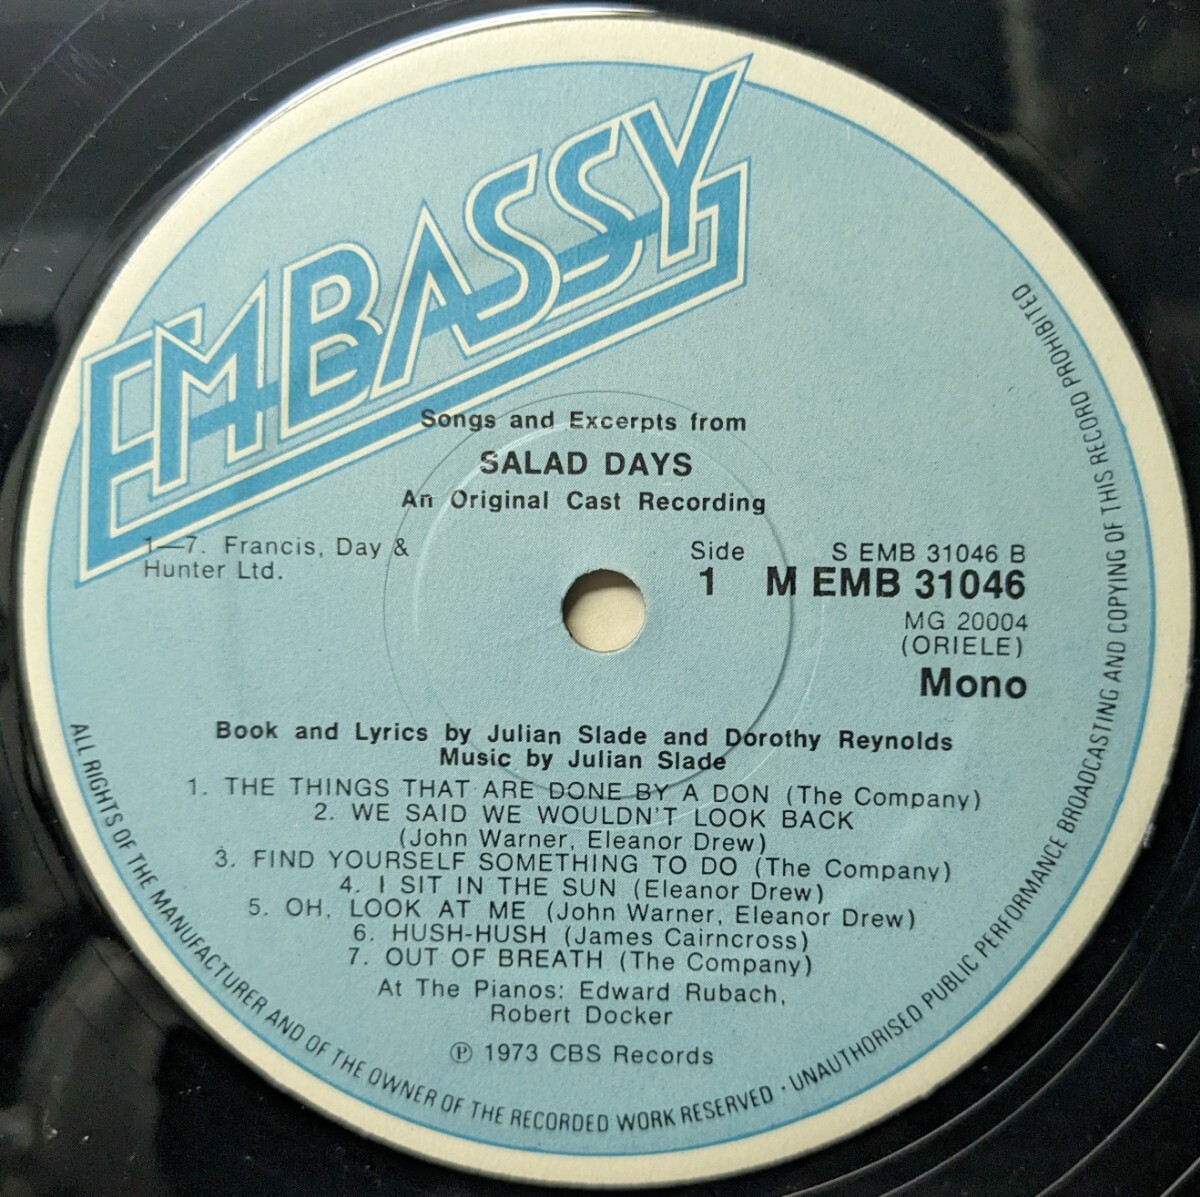 EMBASSY
Songs and Excerpts from
SALAD DAYS
An Original Cast Recording
1—7. Francis, Day &
Hunter Ltd.
Side
1
S EMB 31046 B
M EMB 31046
MG 20004
(ORIELE)
Mono
Book and Lyrics by Julian Slade and Dorothy Reynolds
Music by Julian Slade
1. THE THINGS THAT ARE DONE BY A DON (The Company)
2. WE SAID WE WOULDN'T LOOK BACK
(John Warner, Eleanor Drew)
3. FIND YOURSELF SOMETHING TO DO (The Company)
4. I SIT IN THE SUN (Eleanor Drew)
5. OH, LOOK AT ME (John Warner, Eleanor Drew)
6. HUSH-HUSH (James Cairncross)
7. OUT OF BREATH (The Company)
At The Pianos: Edward Rubach,
Robert Docker
℗ 1973 CBS Records
ALL RIGHTS OF THE MANUFACTURER AND OF THE OWNER OF THE RECORDED WORK RESERVED · UNAUTHORISED PUBLIC PERFORMANCE BROADCASTING AND COPYING OF THIS RECORD PROHIBITED